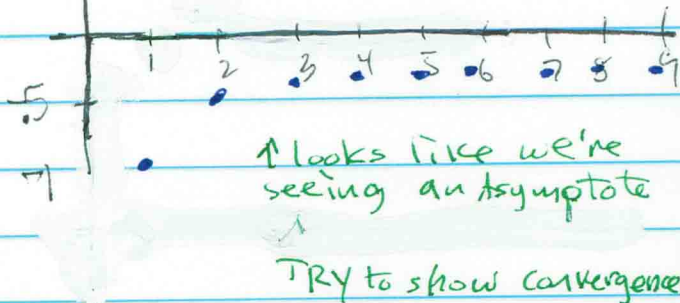 1 2 3 4 5 6 7 8 9
-.5
-1
↑ looks like we're
seeing an Asymptote
TRY to show convergence